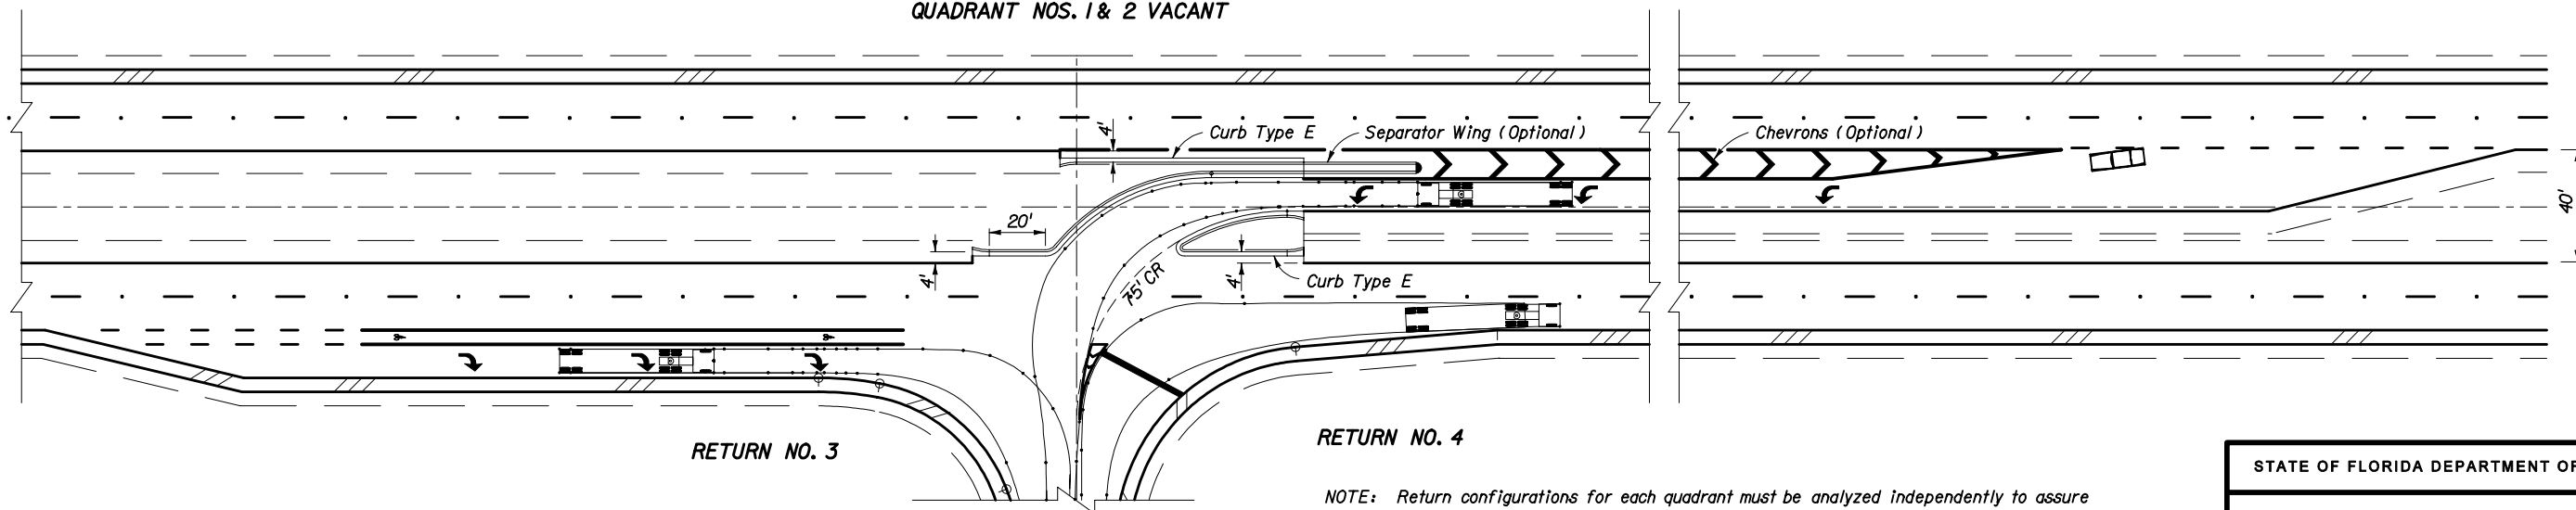 QUADRANT NOS. 1 & 2 VACANT
4'
Curb Type E
Separator Wing (Optional)
Chevrons (Optional)
20'
40'
4'
75' CR
4'
Curb Type E
RETURN NO. 3
RETURN NO. 4
STATE OF FLORIDA DEPARTMENT OF
NOTE: Return configurations for each quadrant must be analyzed independently to assure